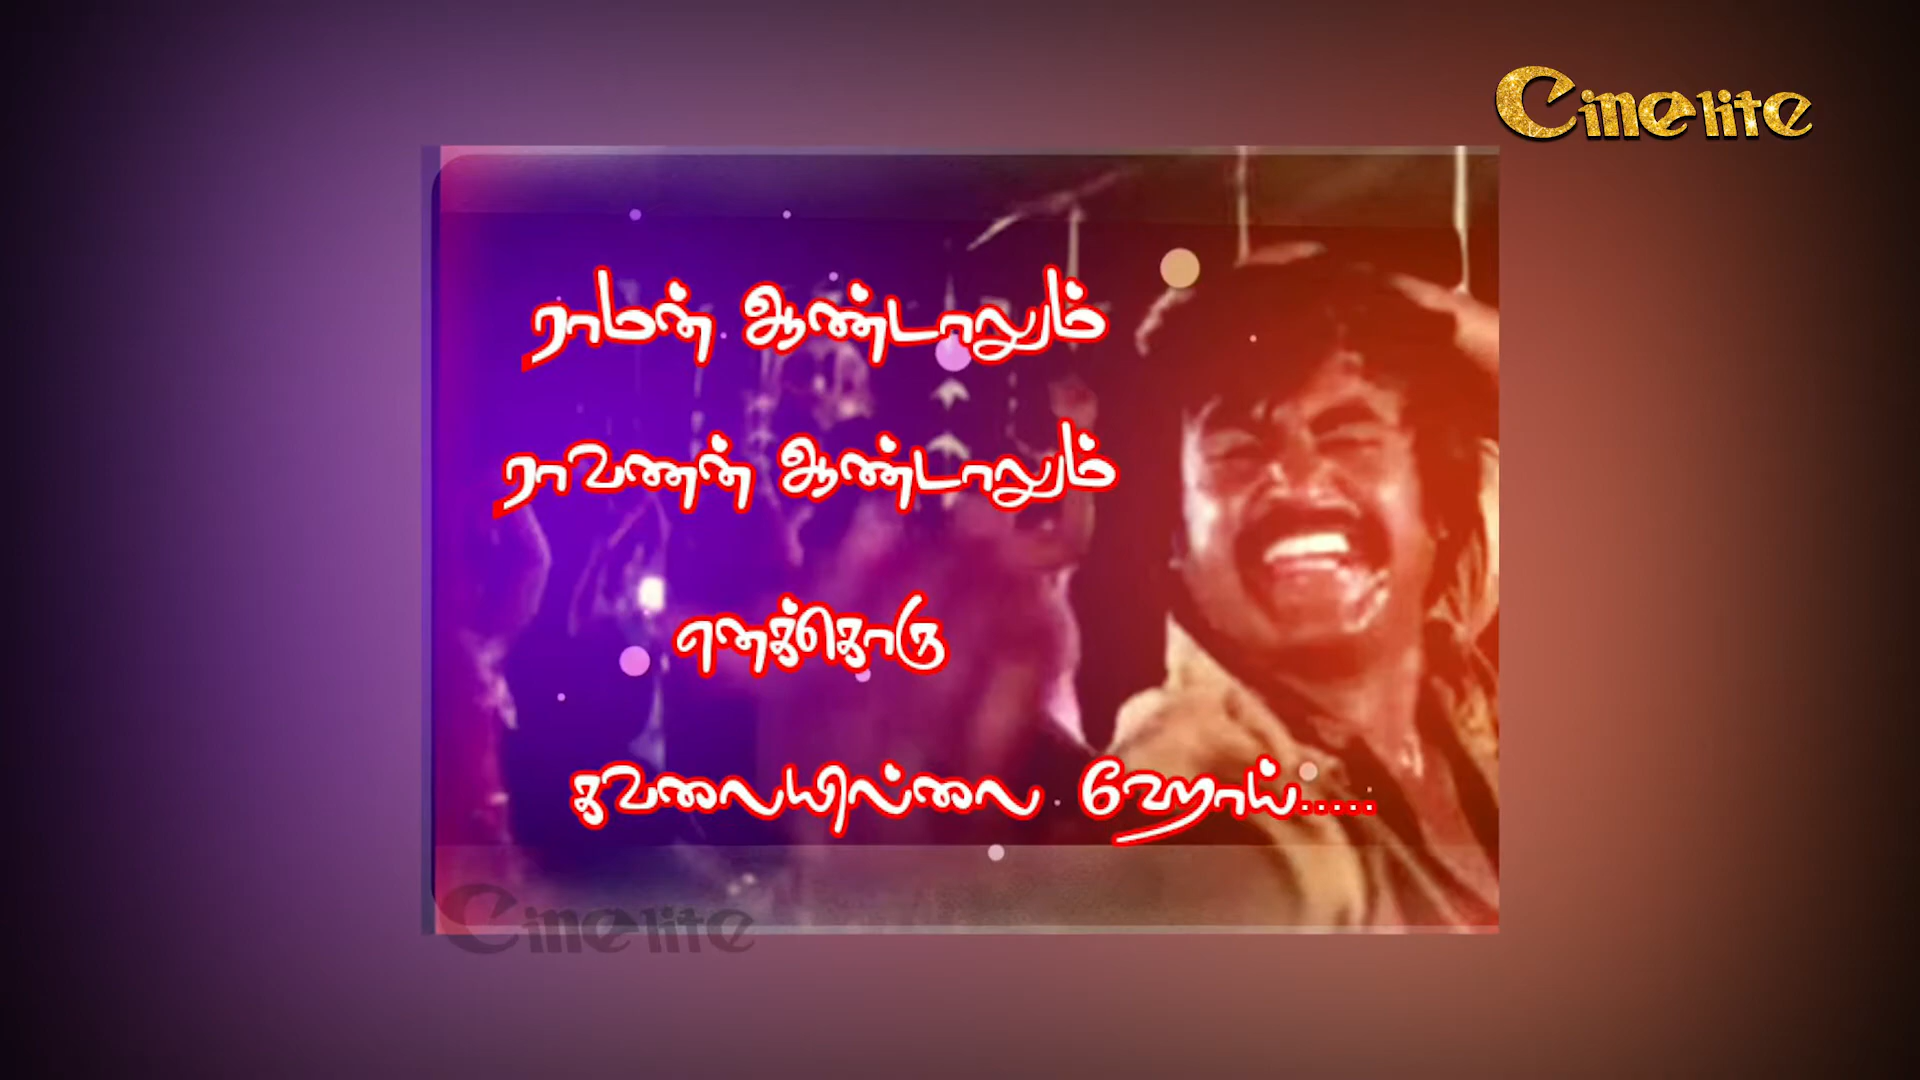 Cinelite
ராமன் ஆண்டாலும்
ராவணன் ஆண்டாலும்
எனக்கொரு
கவலையில்லை ஹோய்.....
Cinelite